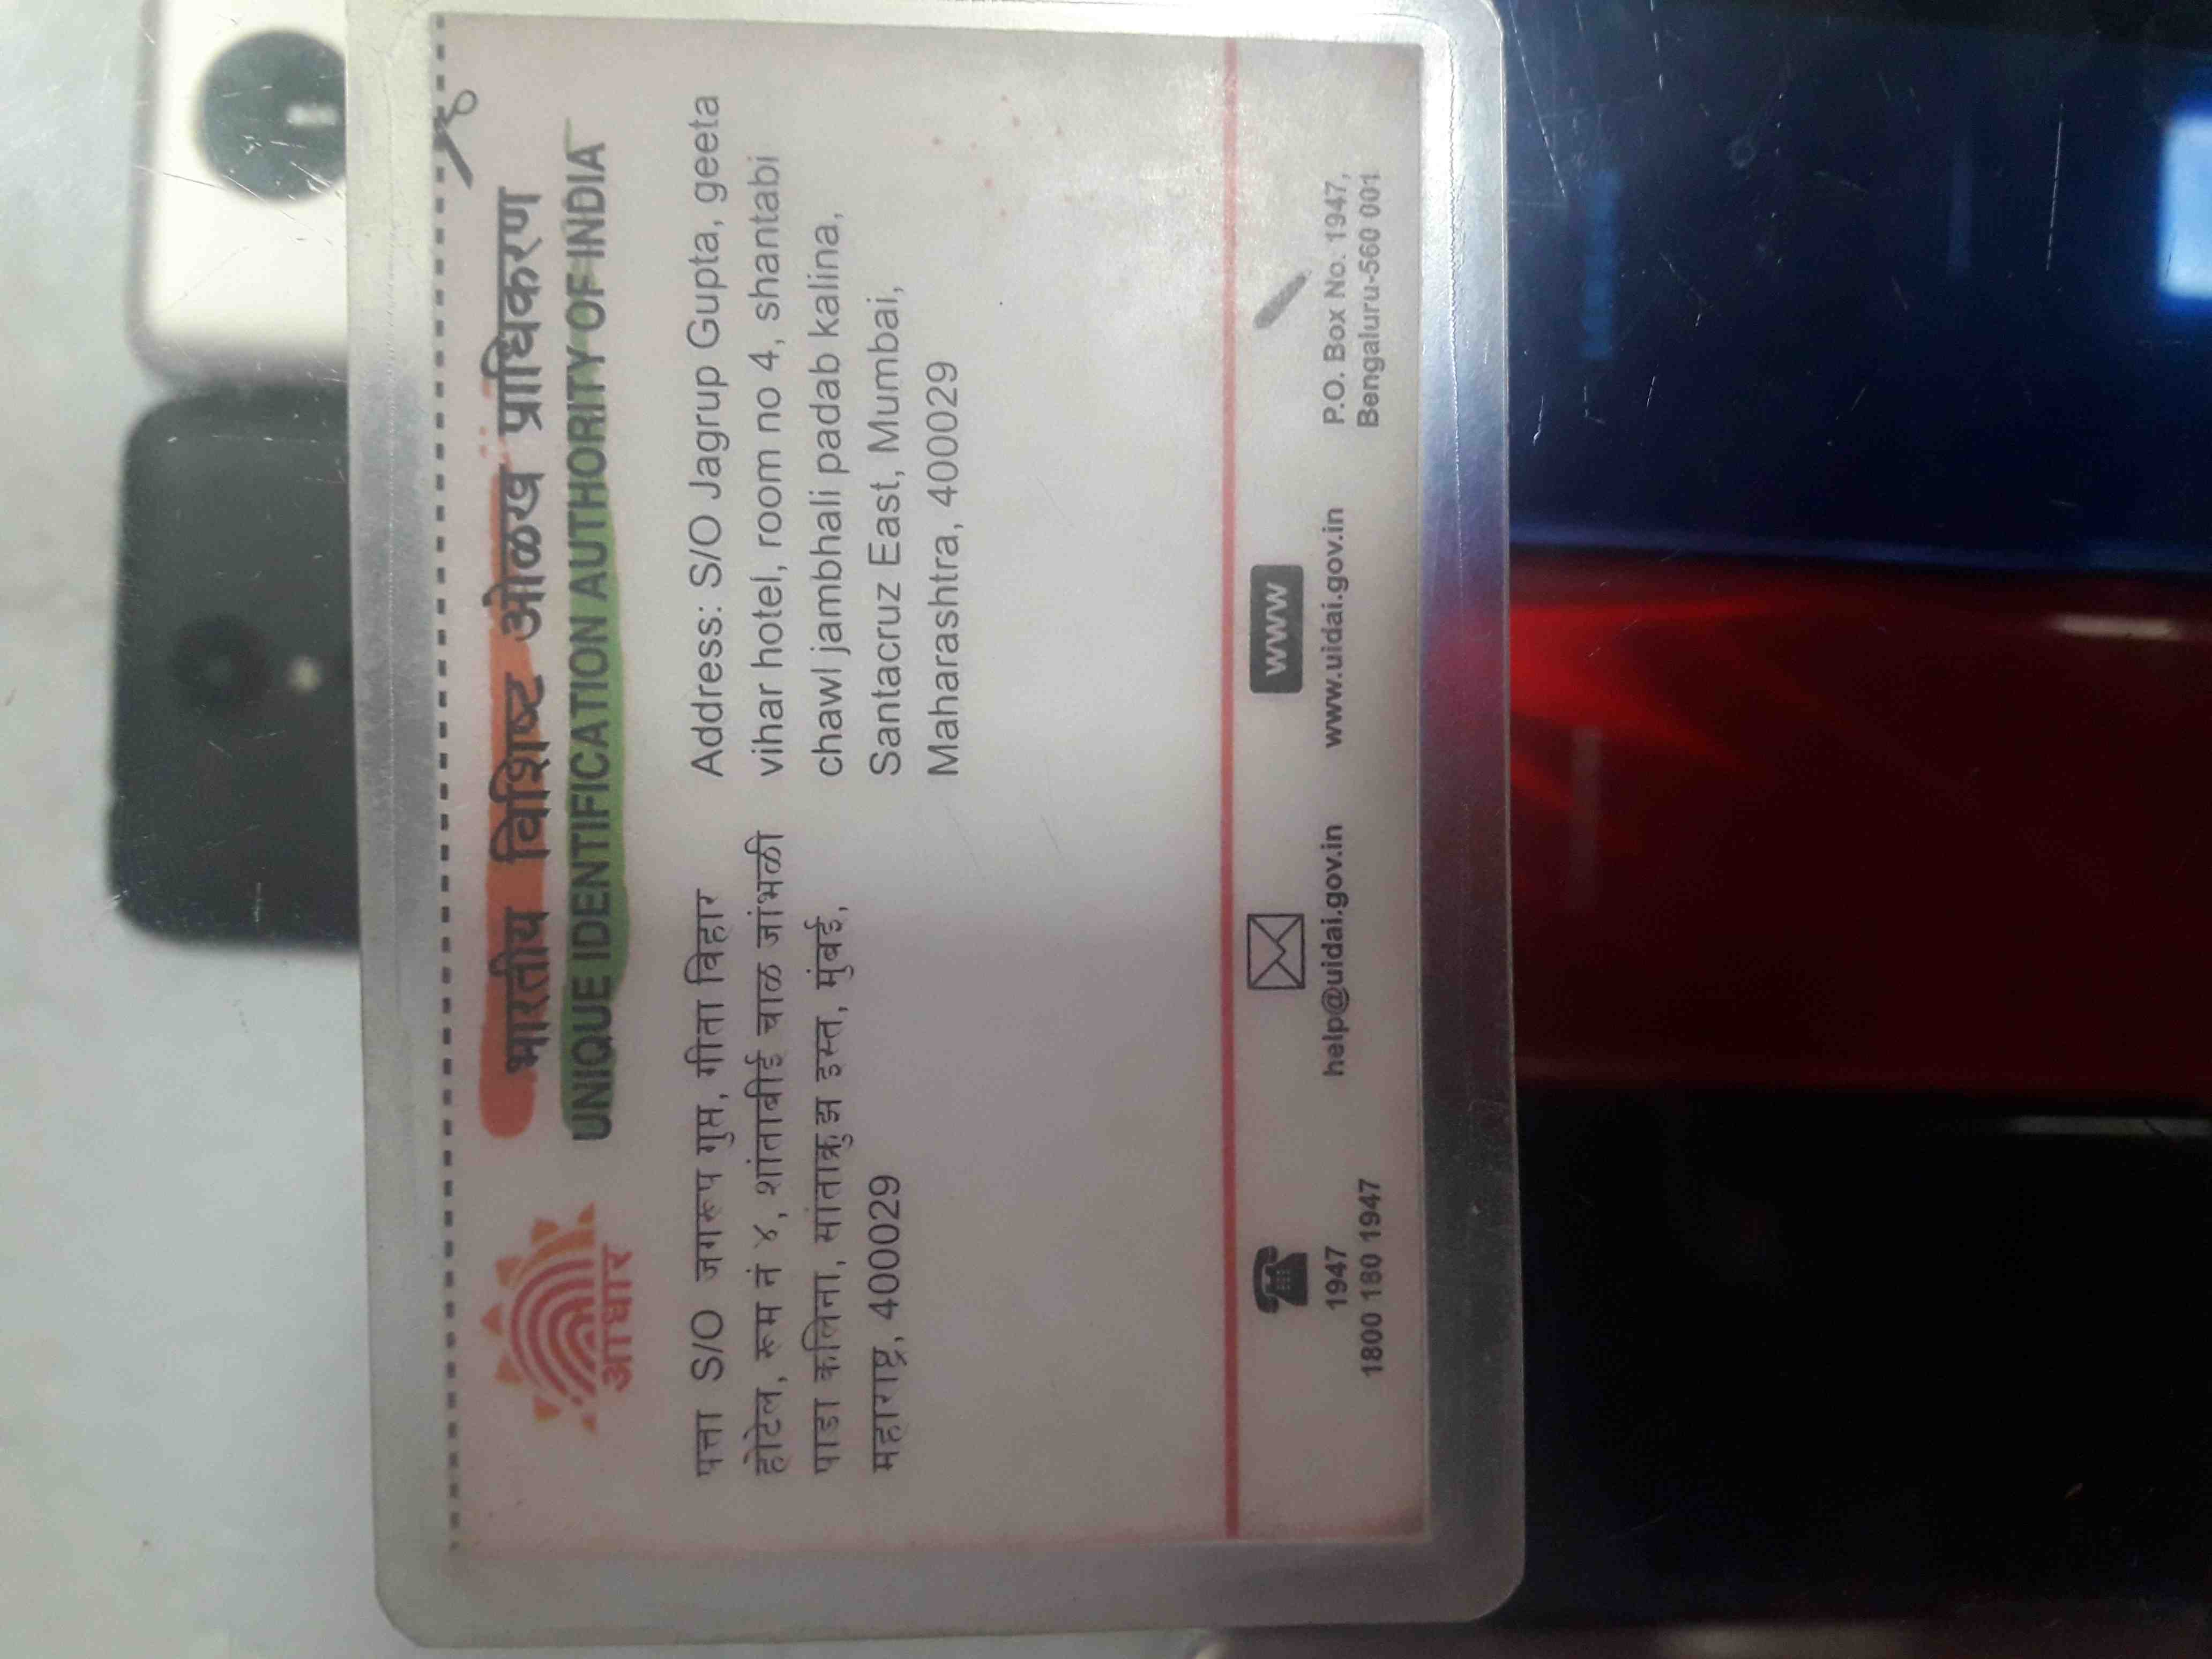 भारतीय विशिष्ट ओळख प्राधिकरण
UNIQUE IDENTIFICATION AUTHORITY OF INDIA
आधार
पत्ता S/O जगरूप गुप्त, गीता विहार
होटेल, रूम नं ४, शांताबीई चाळ जांभळी
पाडा कलिना, सांताक्रुझ इस्त, मुंबई,
महाराष्ट्र, 400029
Address: S/O Jagrup Gupta, geeta
vihar hotel, room no 4, shantabi
chawl jambhali padab kalina,
Santacruz East, Mumbai,
Maharashtra, 400029
1947
1800 180 1947
help@uidai.gov.in
www
www.uidai.gov.in
P.O. Box No. 1947,
Bengaluru-560 001